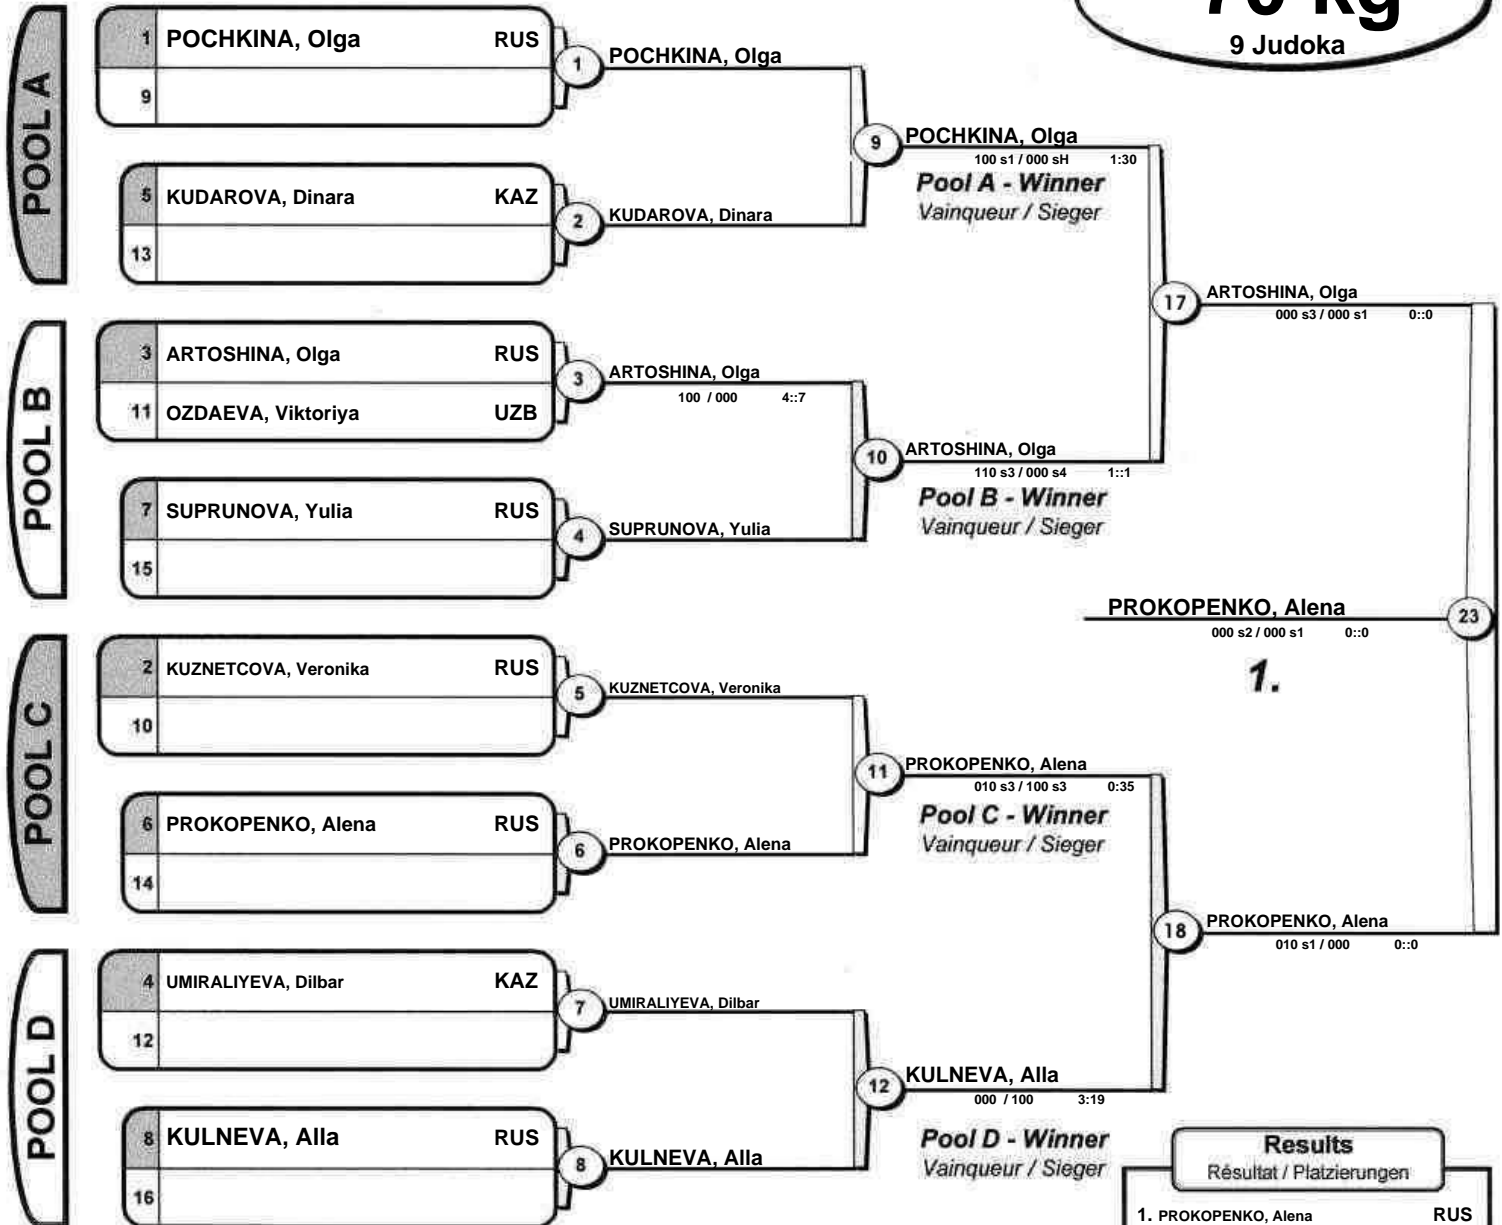 70 kg
9 Judoka
POOL A
1 POCHKINA, Olga RUS
9
1 POCHKINA, Olga
5 KUDAROVA, Dinara KAZ
13
2 KUDAROVA, Dinara
9 POCHKINA, Olga
100 s1 / 000 sH 1:30
Pool A - Winner
Vainqueur / Sieger
POOL B
3 ARTOSHINA, Olga RUS
11 OZDAEVA, Viktoriya UZB
3 ARTOSHINA, Olga
100 / 000 4::7
7 SUPRUNOVA, Yulia RUS
15
4 SUPRUNOVA, Yulia
10 ARTOSHINA, Olga
110 s3 / 000 s4 1::1
Pool B - Winner
Vainqueur / Sieger
17 ARTOSHINA, Olga
000 s3 / 000 s1 0::0
PROKOPENKO, Alena 23
000 s2 / 000 s1 0::0
1.
POOL C
2 KUZNETCOVA, Veronika RUS
10
5 KUZNETCOVA, Veronika
6 PROKOPENKO, Alena RUS
14
6 PROKOPENKO, Alena
11 PROKOPENKO, Alena
010 s3 / 100 s3 0:35
Pool C - Winner
Vainqueur / Sieger
POOL D
4 UMIRALIYEVA, Dilbar KAZ
12
7 UMIRALIYEVA, Dilbar
8 KULNEVA, Alla RUS
16
8 KULNEVA, Alla
12 KULNEVA, Alla
000 / 100 3:19
Pool D - Winner
Vainqueur / Sieger
18 PROKOPENKO, Alena
010 s1 / 000 0::0
Results
Résultat / Platzierungen
1. PROKOPENKO, Alena RUS